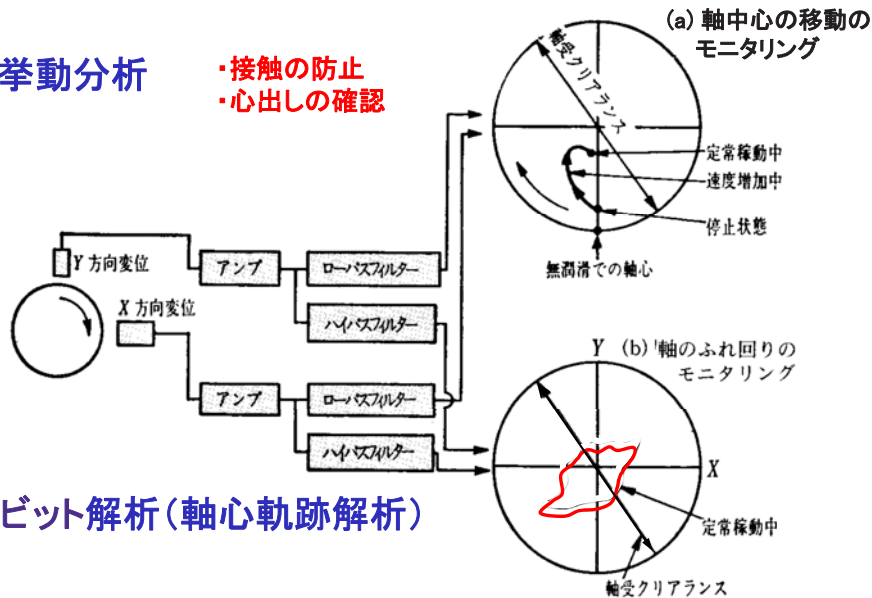 (a) 軸中心の移動の
モニタリング
挙動分析
・接触の防止
・心出しの確認
軸受クリアランス
定常稼動中
速度増加中
停止状態
無潤滑での軸心
Y 方向変位
アンプ
ローパスフィルター
ハイパスフィルター
X 方向変位
アンプ
ローパスフィルター
ハイパスフィルター
Y
(b) 軸のふれ回りの
モニタリング
X
定常稼動中
軸受クリアランス
ビット解析(軸心軌跡解析)